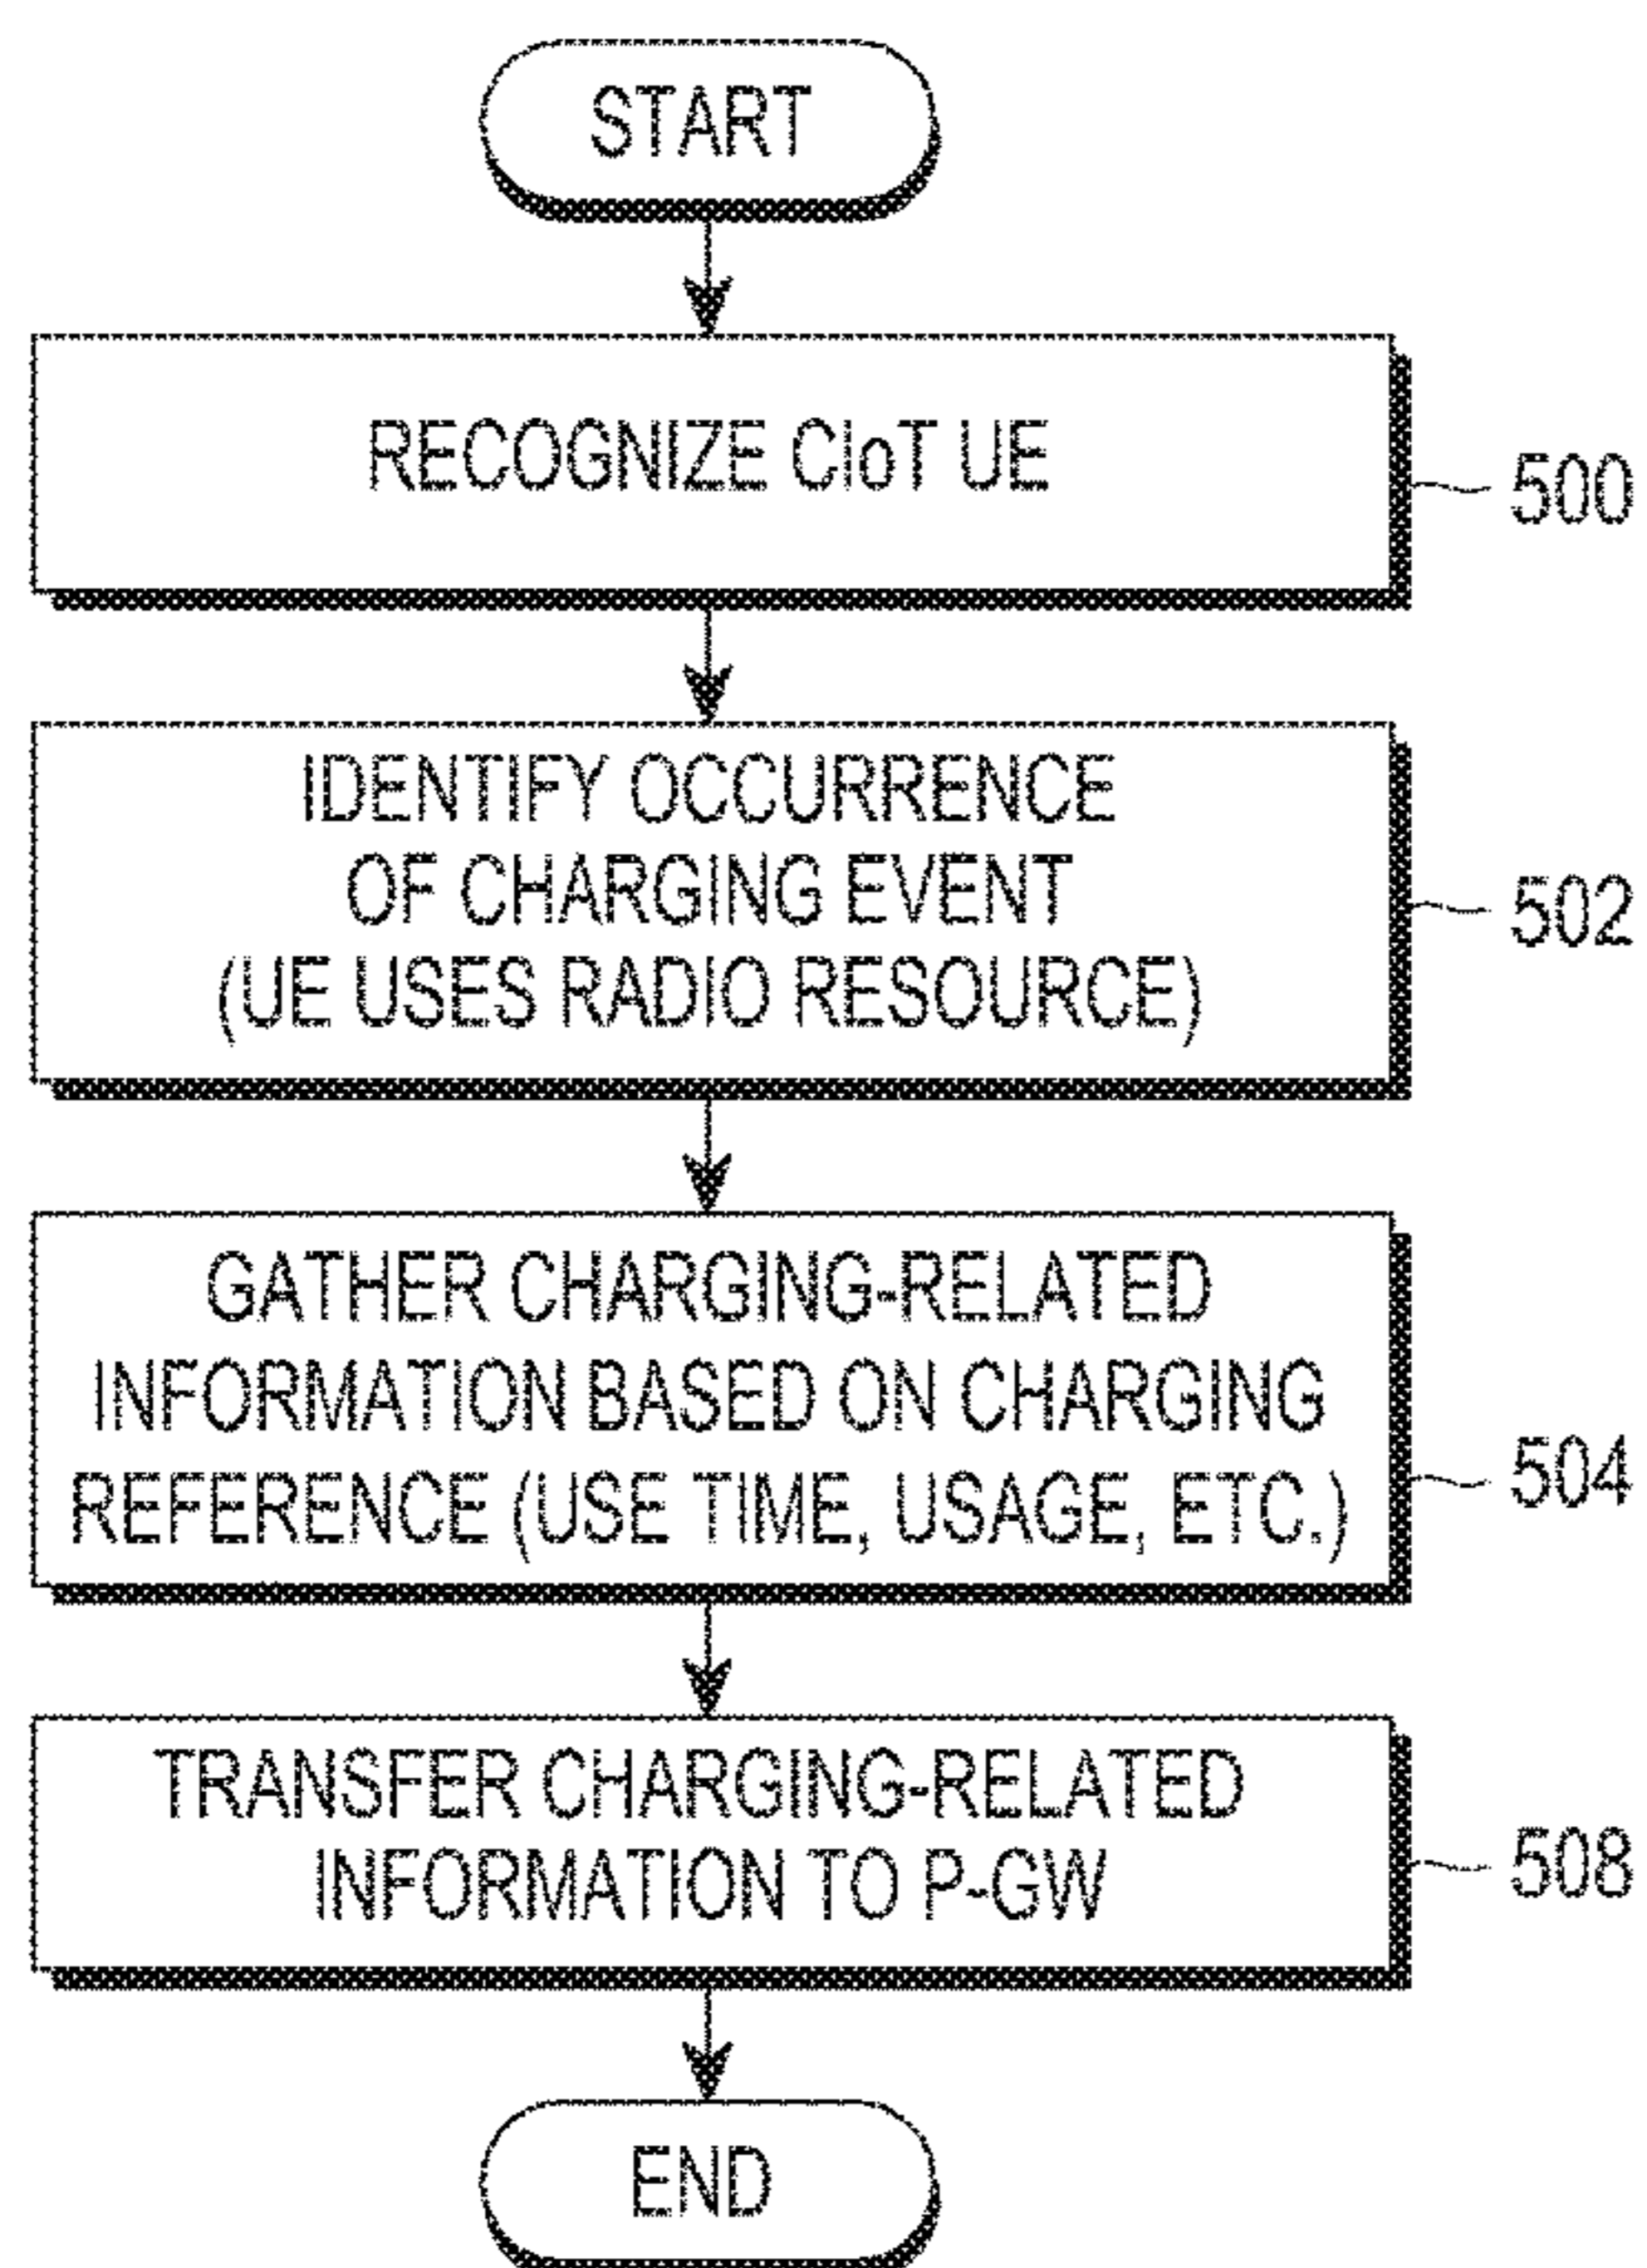 START
RECOGNIZE CIoT UE
500
IDENTIFY OCCURRENCE
OF CHARGING EVENT
(UE USES RADIO RESOURCE)
502
GATHER CHARGING-RELATED
INFORMATION BASED ON CHARGING
REFERENCE (USE TIME, USAGE, ETC.)
504
TRANSFER CHARGING-RELATED
INFORMATION TO P-GW
508
END